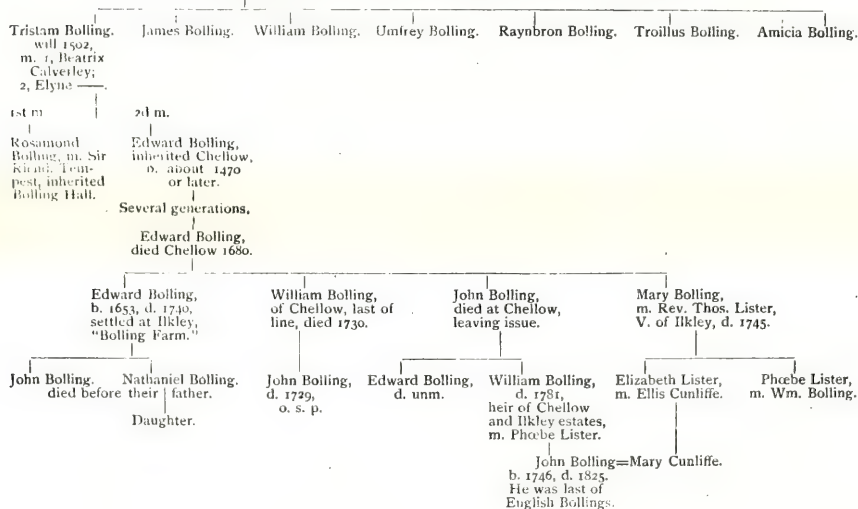 Tristam Bolling. James Bolling. William Bolling. Umfrey Bolling. Raynbron Bolling. Troillus Bolling. Amicia Bolling.
will 1502,
m. 1, Beatrix
Calverley;
2, Elyne ——.
1st m 2d m.
Rosamond
Bolling, m. Sir
Tem-
pest, inherited
Bolling Hall.
Edward Bolling,
inherited Chellow,
b. about 1470
or later.
Several generations,
Edward Bolling,
died Chellow 1680.
Edward Bolling,
b. 1653, d. 1740,
settled at Ilkley,
"Bolling Farm."
William Bolling,
of Chellow, last of
line, died 1730.
John Bolling,
died at Chellow,
leaving issue.
Mary Bolling,
m. Rev. Thos. Lister,
V. of Ilkley, d. 1745.
John Bolling. Nathaniel Bolling.
died before their father.
Daughter.
John Bolling,
d. 1729,
o. s. p.
Edward Bolling,
d. unm.
William Bolling,
d. 1781,
heir of Chellow
and Ilkley estates,
m. Phœbe Lister.
Elizabeth Lister,
m. Ellis Cunliffe.
Phœbe Lister,
m. Wm. Bolling.
John Bolling=Mary Cunliffe.
b. 1746, d. 1825.
He was last of
English Bollings.